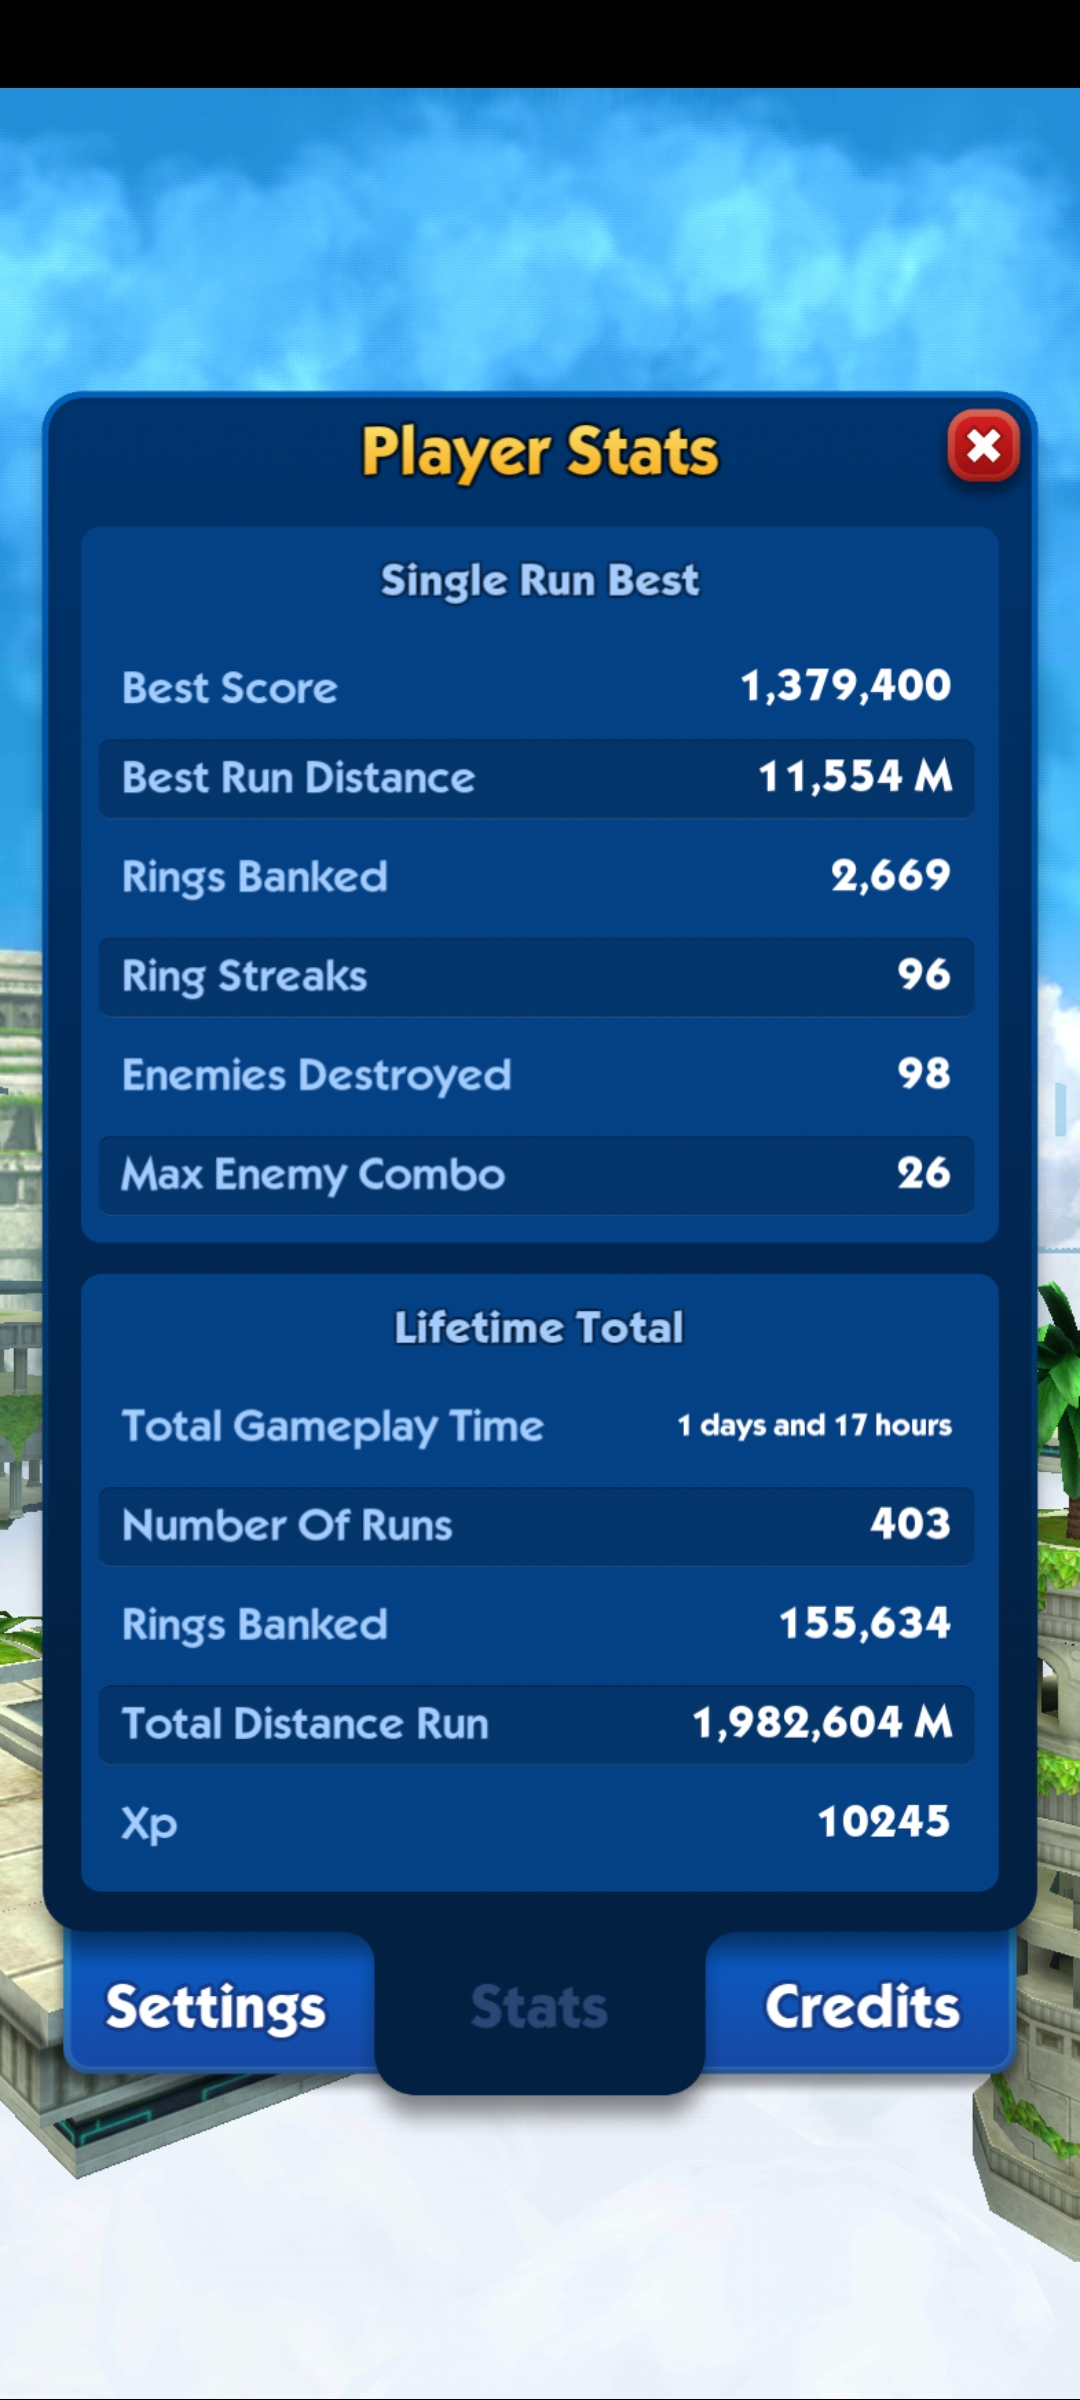 Player Stats
Single Run Best
Best Score 1,379,400
Best Run Distance 11,554 M
Rings Banked 2,669
Ring Streaks 96
Enemies Destroyed 98
Max Enemy Combo 26
Lifetime Total
Total Gameplay Time 1 days and 17 hours
Number Of Runs 403
Rings Banked 155,634
Total Distance Run 1,982,604 M
Xp 10245
Settings Stats Credits